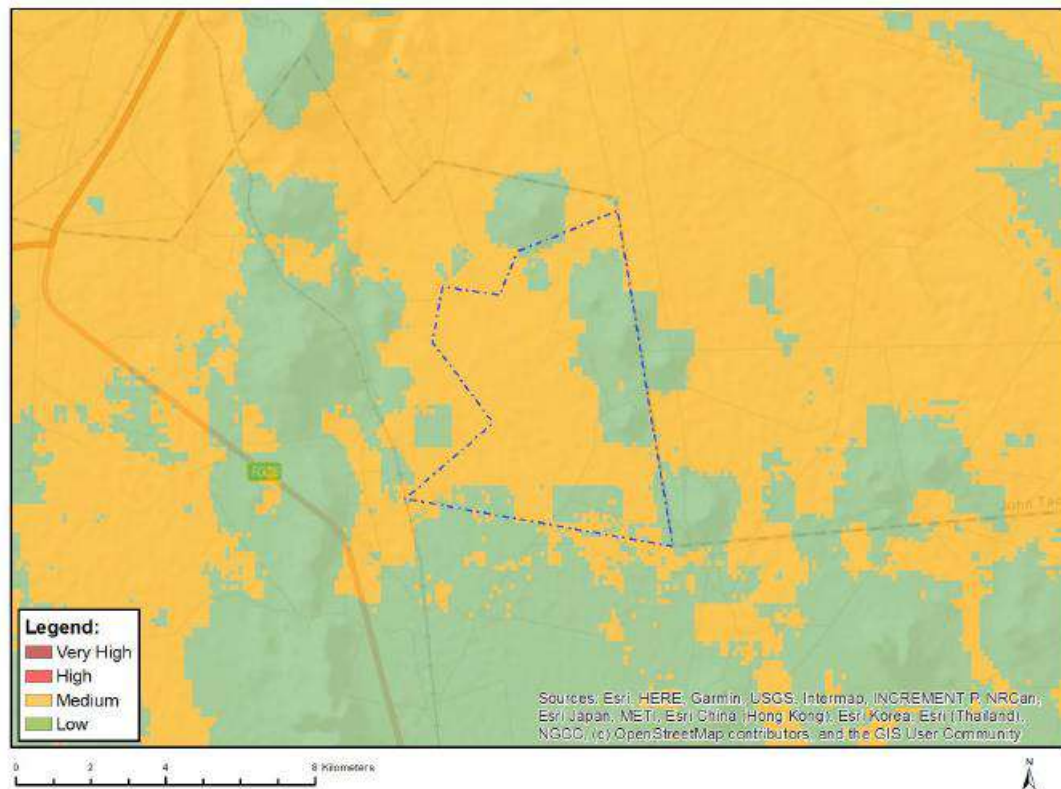 John Ta
Legend:
Very High
High
Medium
Low
Sources: Esri, HERE, Garmin, USGS, Intermap, INCREMENT P, NRCan,
Esri Japan, METI, Esri China (Hong Kong), Esri Korea, Esri (Thailand),
NGCC, (c) OpenStreetMap contributors, and the GIS User Community
0 2 4 8 Kilometers
N